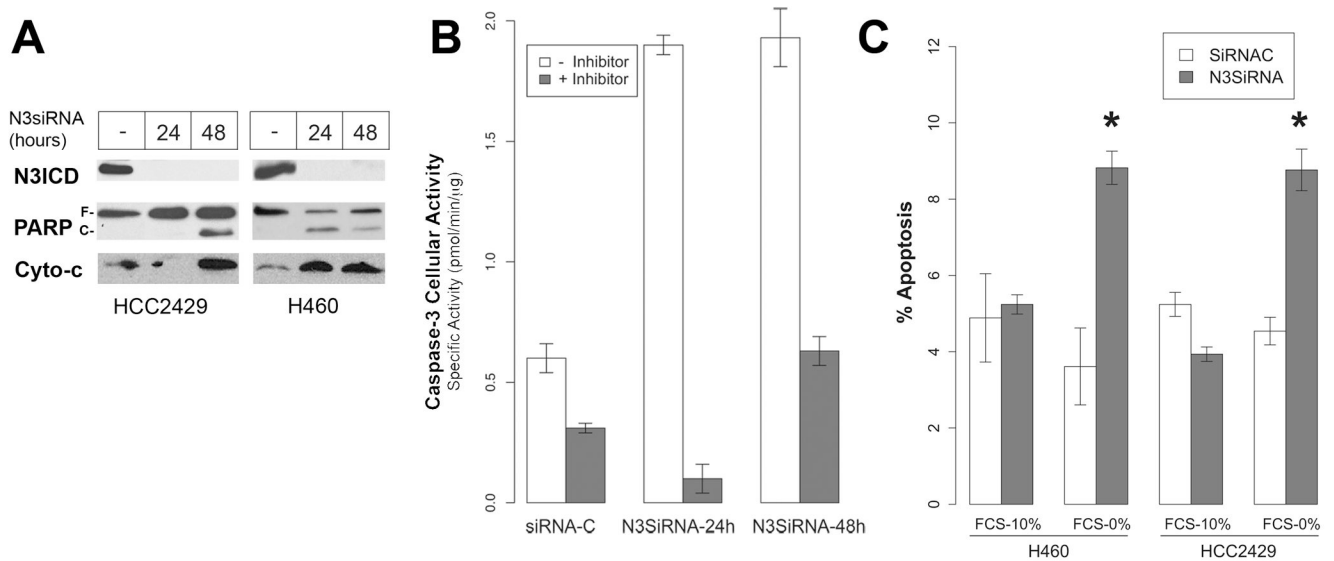 A
N3siRNA
(hours)
- 24 48 - 24 48
N3ICD
PARP
F-
C-
Cyto-c
HCC2429 H460
B
Caspase-3 Cellular Activity
Specific Activity (pmol/min/µg)
2.0
1.5
1.0
0.5
0.0
- Inhibitor
+ Inhibitor
siRNA-C N3SiRNA-24h N3SiRNA-48h
C
% Apoptosis
12
10
8
6
4
2
0
SiRNAC
N3SiRNA
*
*
FCS-10% FCS-0% FCS-10% FCS-0%
H460 HCC2429